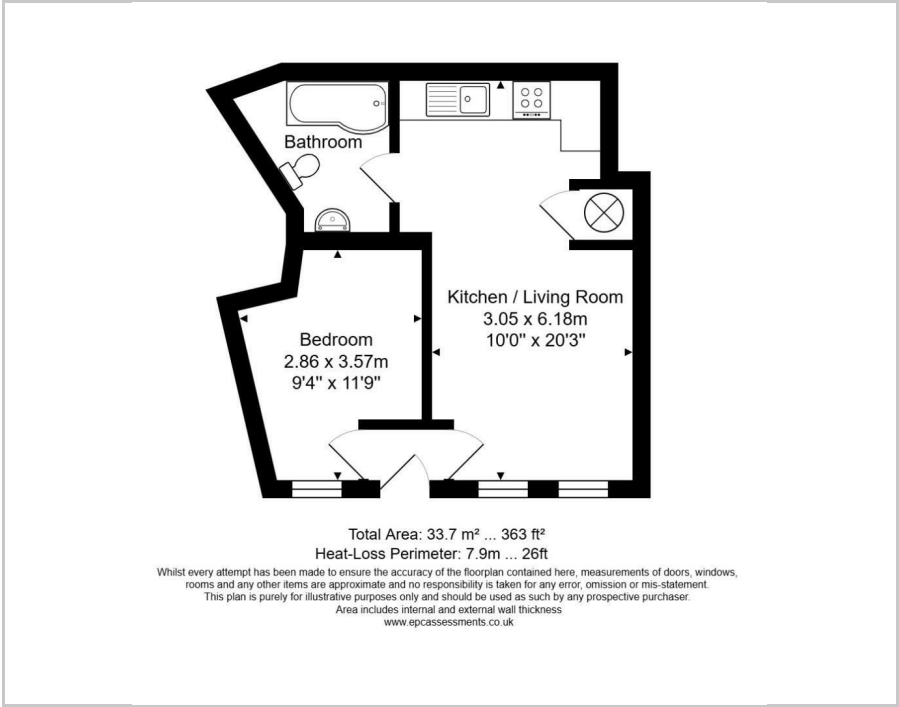 Bathroom
Kitchen / Living Room
3.05 x 6.18m
10'0" x 20'3"
Bedroom
2.86 x 3.57m
9'4" x 11'9"
Total Area: 33.7 m² ... 363 ft²
Heat-Loss Perimeter: 7.9m ... 26ft
Whilst every attempt has been made to ensure the accuracy of the floorplan contained here, measurements of doors, windows,
rooms and any other items are approximate and no responsibility is taken for any error, omission or mis-statement.
This plan is purely for illustrative purposes only and should be used as such by any prospective purchaser.
Area includes internal and external wall thickness
www.epcassessments.co.uk